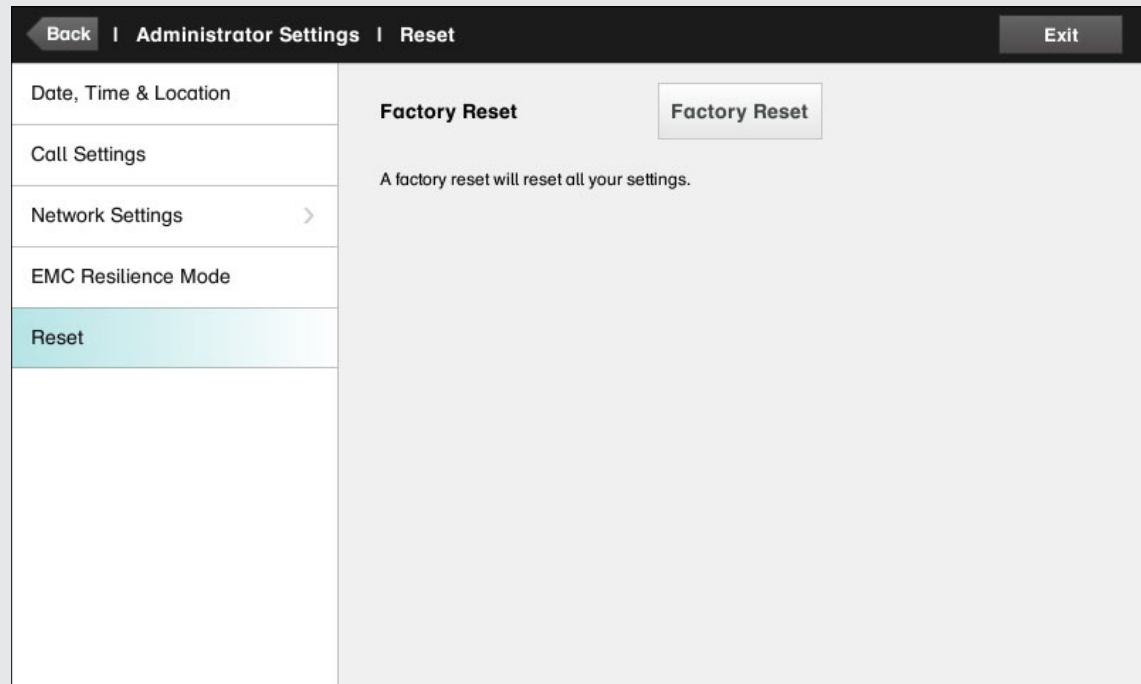 Back | Administrator Settings | Reset Exit
Date, Time & Location
Call Settings
Network Settings
EMC Resilience Mode
Reset
Factory Reset Factory Reset
A factory reset will reset all your settings.